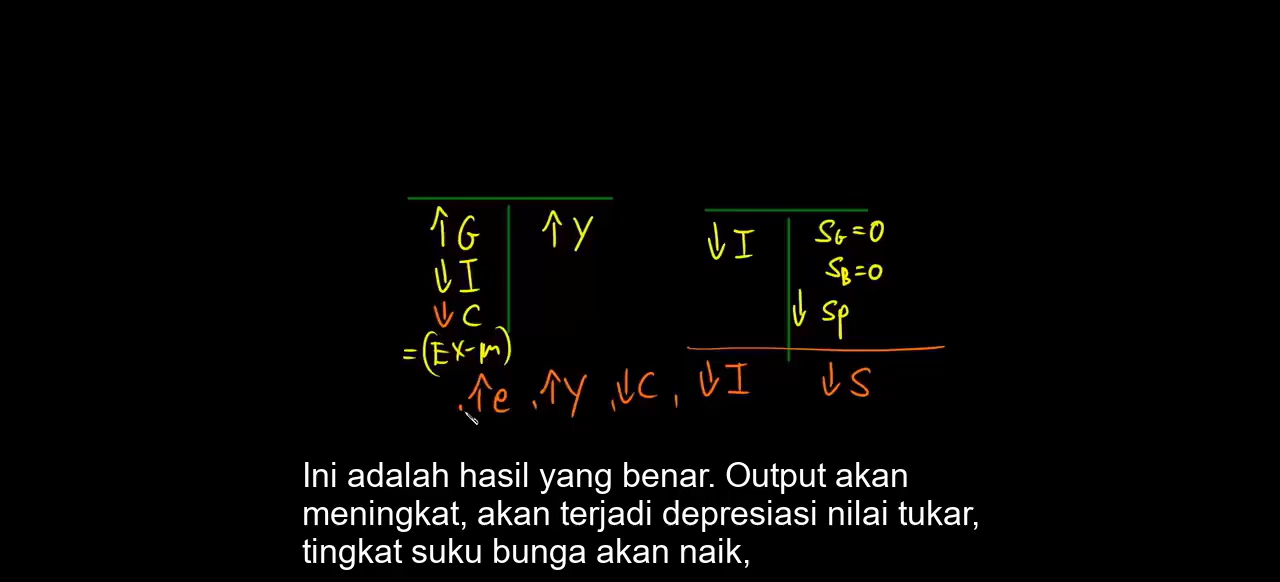 ↑G ↑Y
↓I
↓C
=(Ex-m)
↓I S_G=0
S_B=0
↓Sp
.↑e, ↑Y, ↓C, ↓I ↓S
Ini adalah hasil yang benar. Output akan
meningkat, akan terjadi depresiasi nilai tukar,
tingkat suku bunga akan naik,